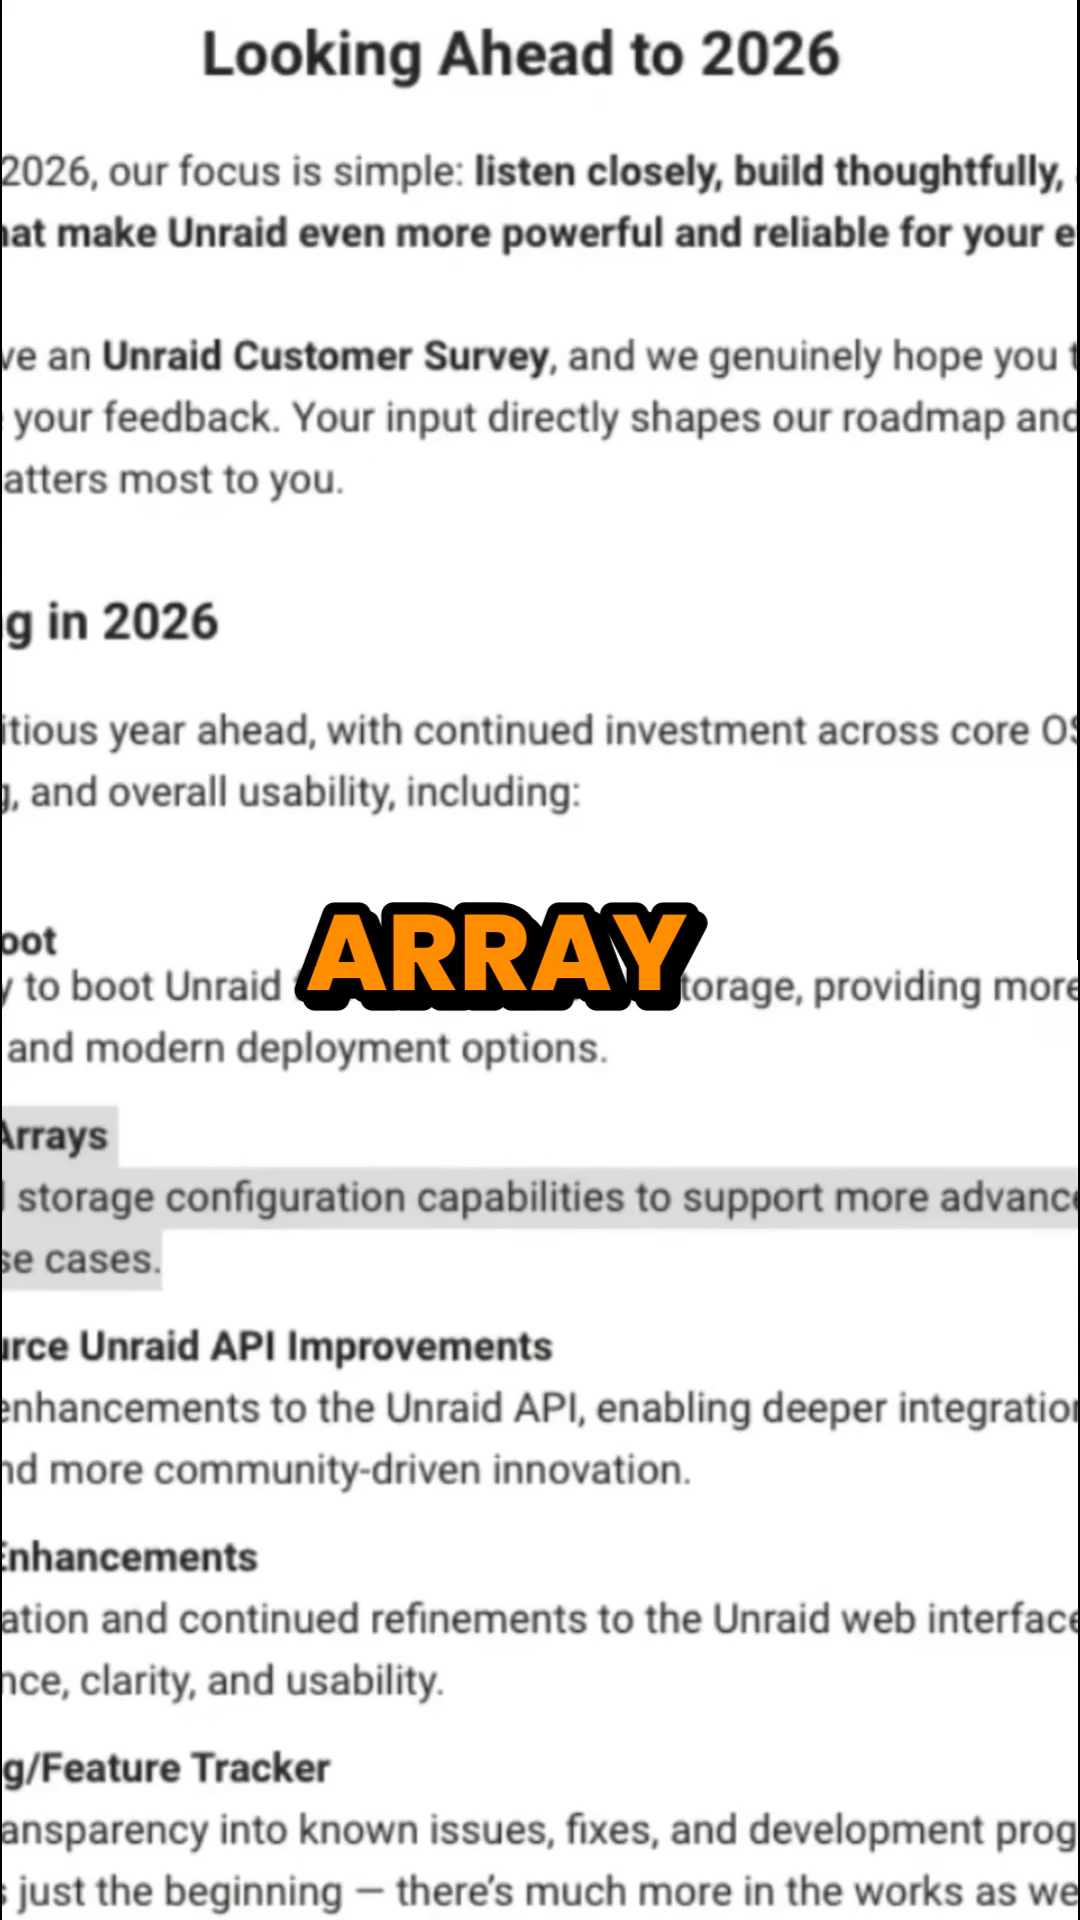 Looking Ahead to 2026
2026, our focus is simple: listen closely, build thoughtfully,
make Unraid even more powerful and reliable for your
an Unraid Customer Survey, and we genuinely hope you
your feedback. Your input directly shapes our roadmap and
atters most to you.
g in 2026
itious year ahead, with continued investment across core OS
, and overall usability, including:
oot
ARRAY
to boot Unraid torage, providing more
and modern deployment options.
Arrays
storage configuration capabilities to support more advance
se cases.
urce Unraid API Improvements
enhancements to the Unraid API, enabling deeper integration
nd more community-driven innovation.
Enhancements
ation and continued refinements to the Unraid web interface
nce, clarity, and usability.
g/Feature Tracker
ansparency into known issues, fixes, and development prog
just the beginning — there's much more in the works as we